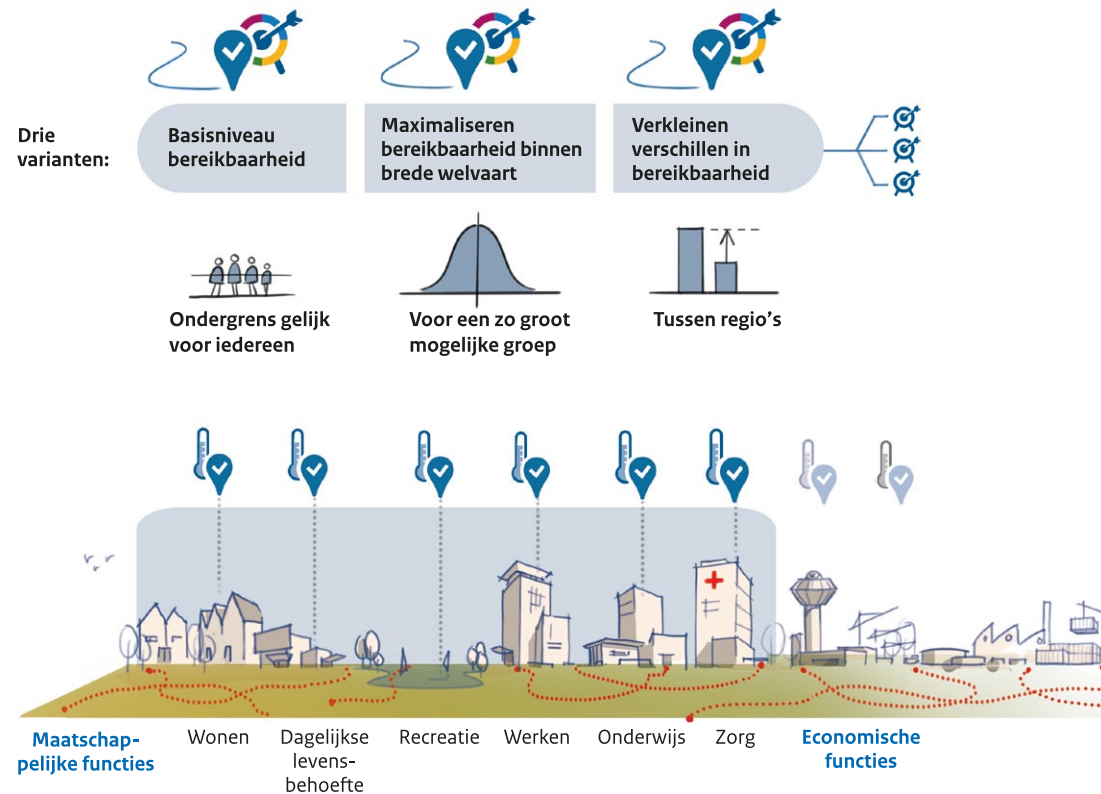 Drie
varianten:
Basisniveau
bereikbaarheid
Maximaliseren
bereikbaarheid binnen
brede welvaart
Verkleinen
verschillen in
bereikbaarheid
Ondergrens gelijk
voor iedereen
Voor een zo groot
mogelijke groep
Tussen regio's
Maatschap-
pelijke functies
Wonen
Dagelijkse
levens-
behoefte
Recreatie
Werken
Onderwijs
Zorg
Economische
functies